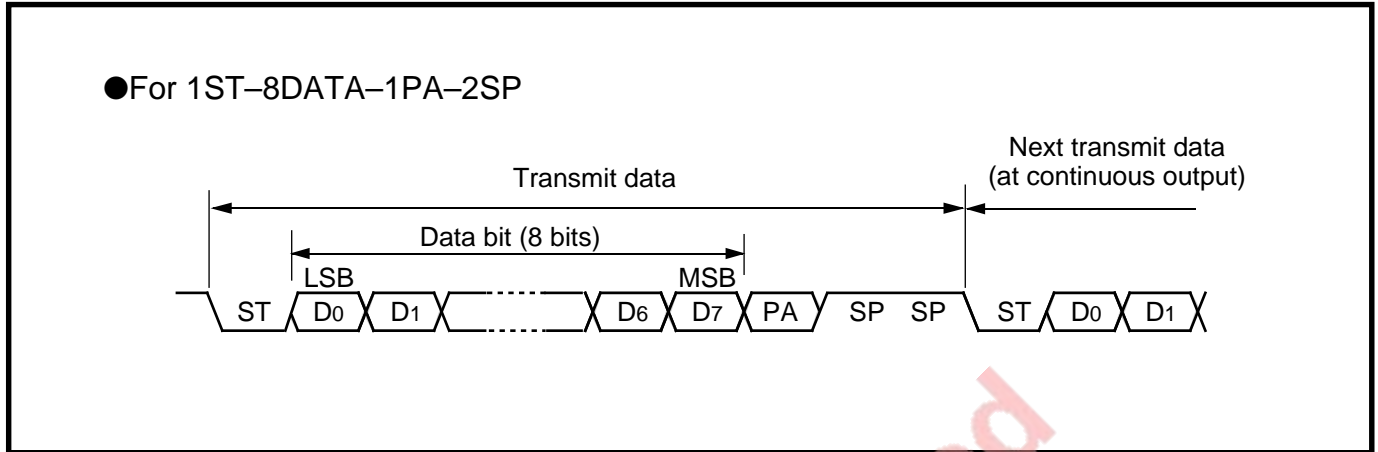 ●For 1ST–8DATA–1PA–2SP
Next transmit data
(at continuous output)
Transmit data
Data bit (8 bits)
LSB MSB
ST D0 D1 D6 D7 PA SP SP ST D0 D1